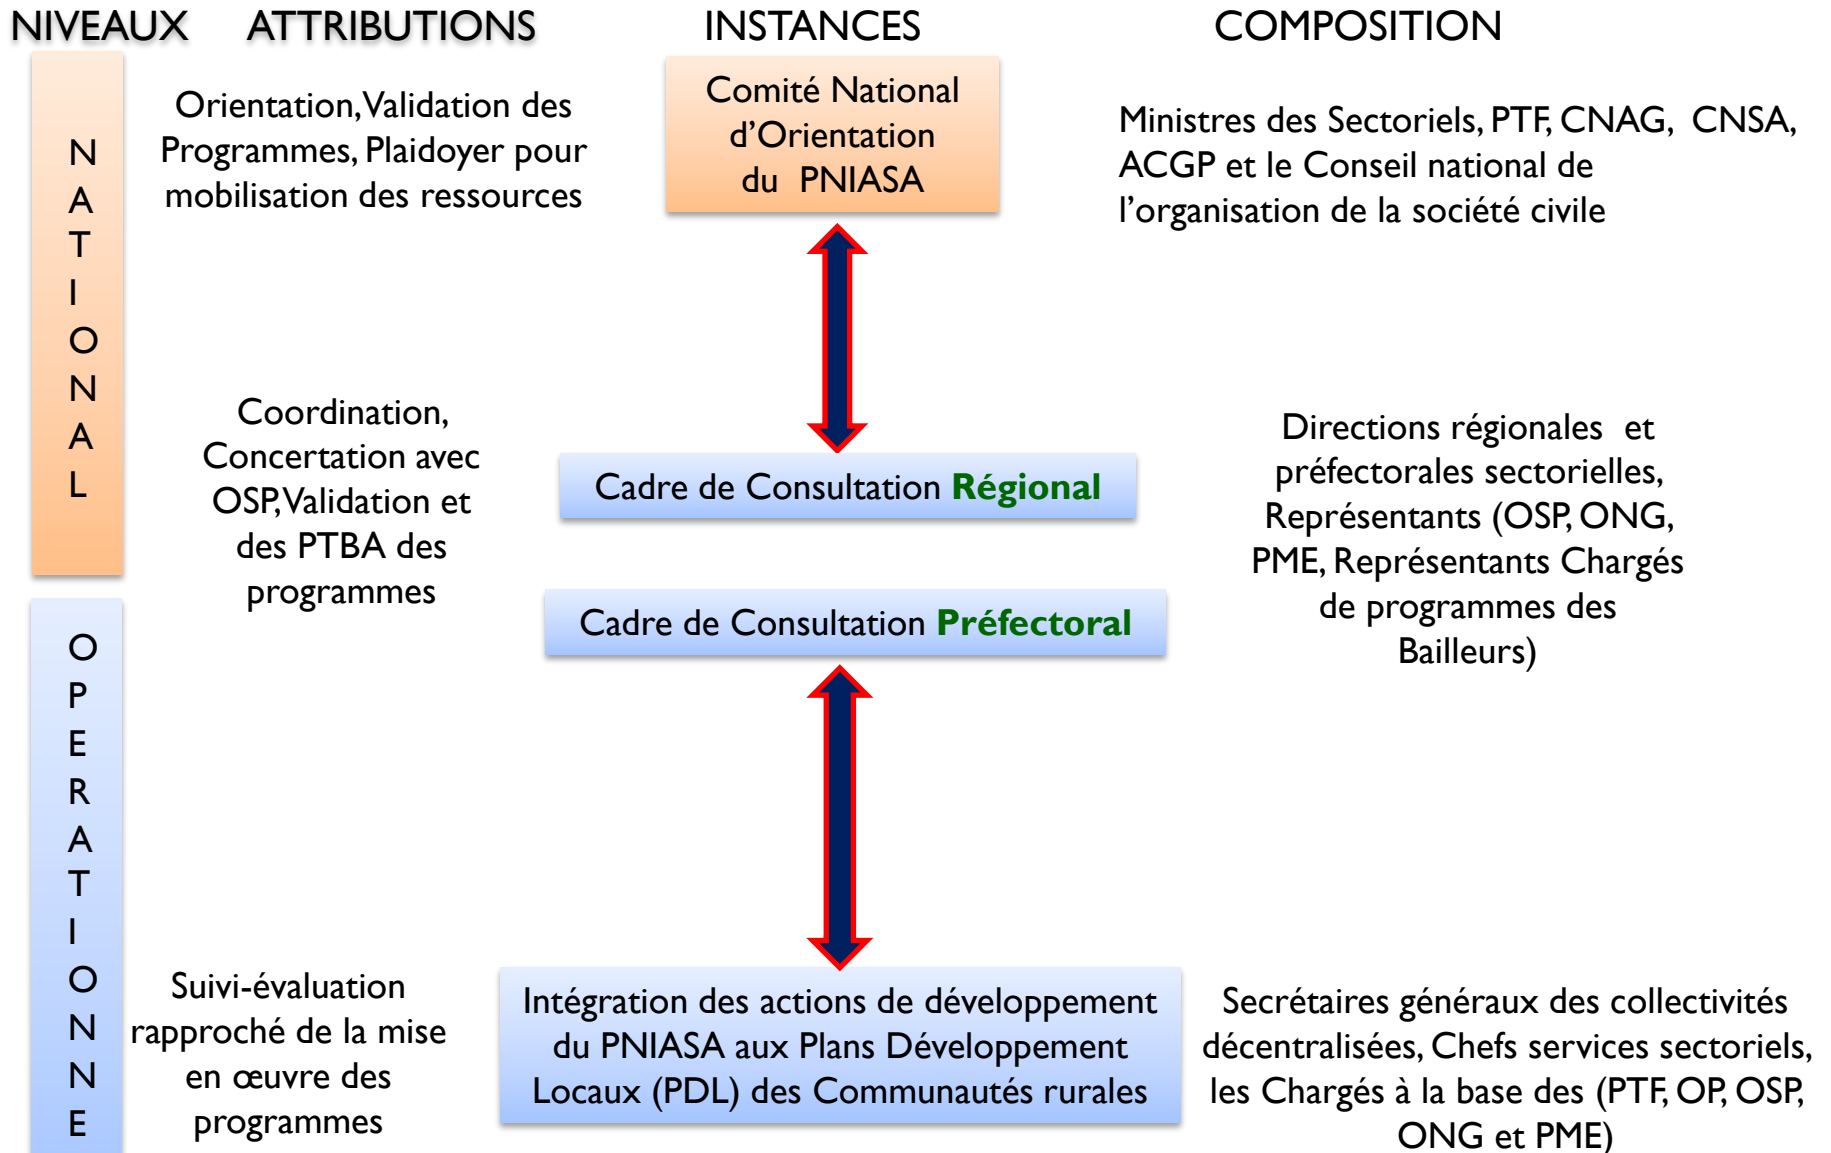 NIVEAUX ATTRIBUTIONS INSTANCES COMPOSITION
N
A
T
I
O
N
A
L
Orientation, Validation des
Programmes, Plaidoyer pour
mobilisation des ressources
Comité National
d’Orientation
du PNIASA
Ministres des Sectoriels, PTF, CNAG, CNSA,
ACGP et le Conseil national de
l’organisation de la société civile
Coordination,
Concertation avec
OSP, Validation et
des PTBA des
programmes
Cadre de Consultation Régional
Cadre de Consultation Préfectoral
Directions régionales et
préfectorales sectorielles,
Représentants (OSP, ONG,
PME, Représentants Chargés
de programmes des
Bailleurs)
O
P
E
R
A
T
I
O
N
N
E
Suivi-évaluation
rapproché de la mise
en œuvre des
programmes
Intégration des actions de développement
du PNIASA aux Plans Développement
Locaux (PDL) des Communautés rurales
Secrétaires généraux des collectivités
décentralisées, Chefs services sectoriels,
les Chargés à la base des (PTF, OP, OSP,
ONG et PME)